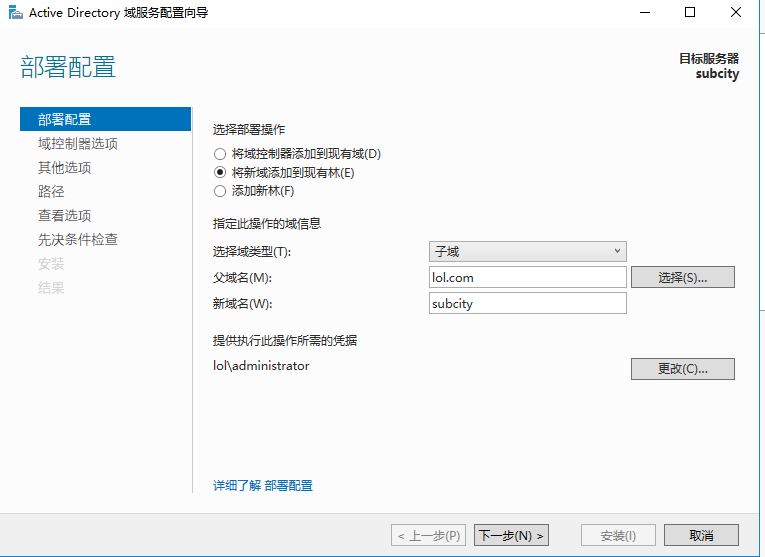 Active Directory 域服务配置向导
部署配置
目标服务器
subcity
部署配置
域控制器选项
其他选项
路径
查看选项
先决条件检查
安装
结果
选择部署操作
将域控制器添加到现有域(D)
将新域添加到现有林(E)
添加新林(F)
指定此操作的域信息
选择域类型(T): 子域
父域名(M): lol.com 选择(S)...
新域名(W): subcity
提供执行此操作所需的凭据
lol\administrator 更改(C)...
详细了解 部署配置
< 上一步(P) 下一步(N) > 安装(I) 取消